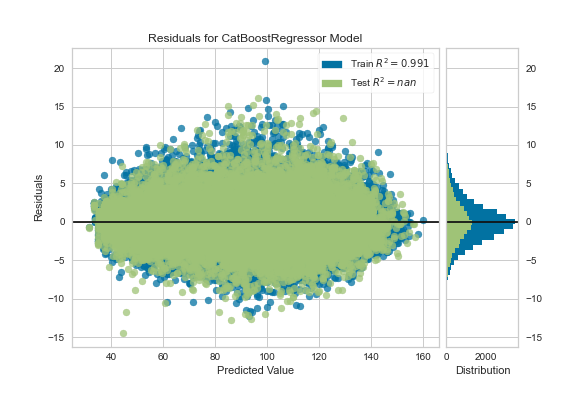 Residuals for CatBoostRegressor Model
Train R² = 0.991
Test R² = nan
Residuals
20
15
10
5
0
−5
−10
−15
40 60 80 100 120 140 160
Predicted Value
20
15
10
5
0
−5
−10
−15
0 2000
Distribution